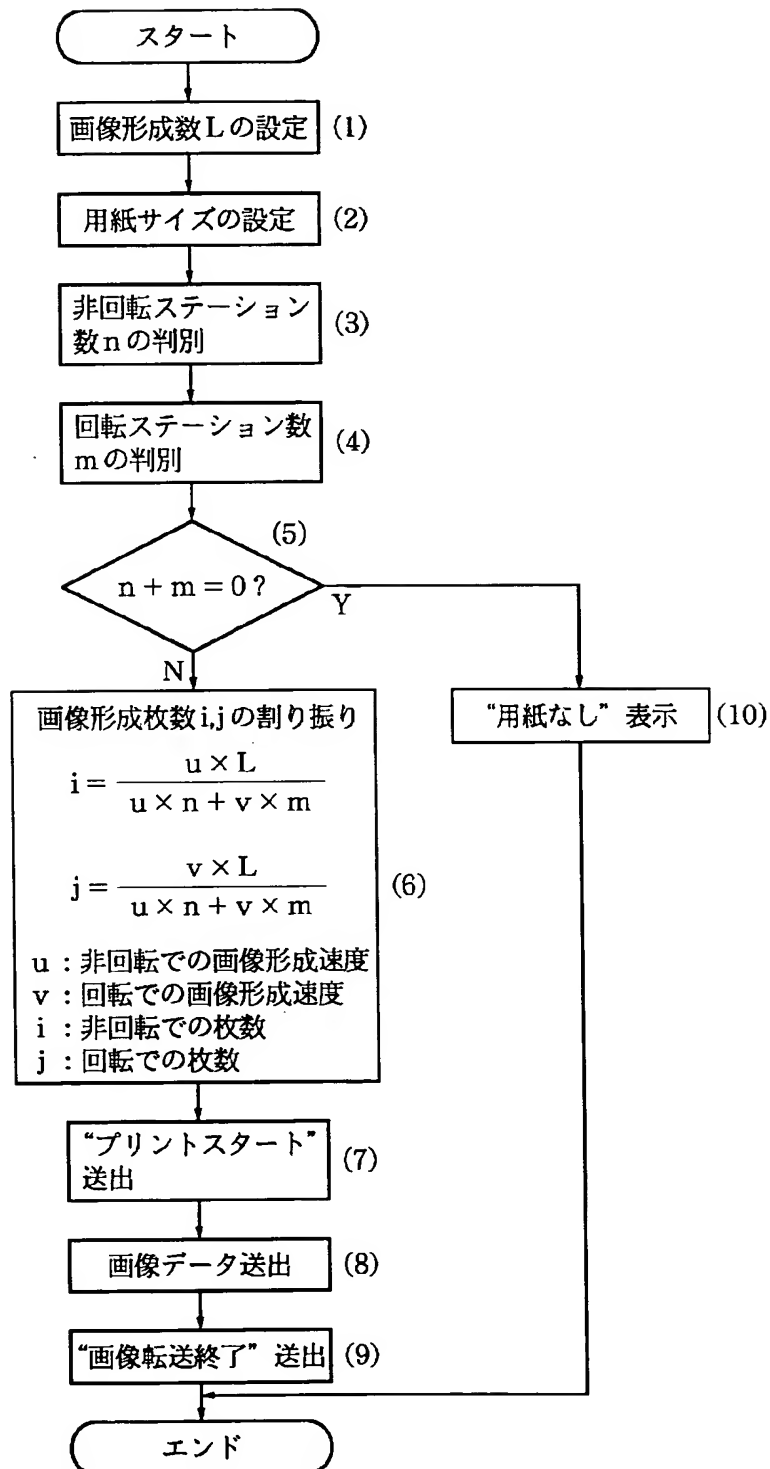 スタート
画像形成数Lの設定 (1)
用紙サイズの設定 (2)
非回転ステーション
数nの判別 (3)
回転ステーション数
mの判別 (4)
(5)
n + m = 0 ?
Y
N
画像形成枚数i,jの割り振り
i = u × L / u × n + v × m
j = v × L / u × n + v × m
(6)
u : 非回転での画像形成速度
v : 回転での画像形成速度
i : 非回転での枚数
j : 回転での枚数
“用紙なし” 表示 (10)
“プリントスタート”
送出 (7)
画像データ送出 (8)
“画像転送終了” 送出 (9)
エンド